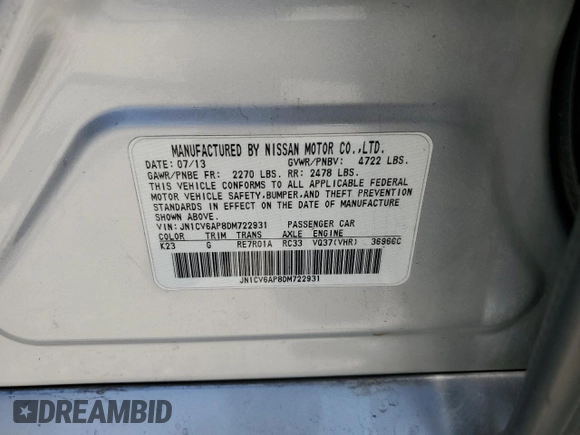 MANUFACTURED BY NISSAN MOTOR CO.,LTD.
DATE: 07/13 GVWR/PNBV: 4722 LBS.
GAWR/PNBE FR: 2270 LBS. RR: 2478 LBS.
THIS VEHICLE CONFORMS TO ALL APPLICABLE FEDERAL
MOTOR VEHICLE SAFETY,BUMPER,AND THEFT PREVENTION
STANDARDS IN EFFECT ON THE DATE OF MANUFACTURE
SHOWN ABOVE.
VIN: JN1CV6AP8DM722931 PASSENGER CAR
COLOR TRIM TRANS AXLE ENGINE
K23 G RE7R01A RC33 VQ37(VHR) 36966C
JN1CV6AP8DM722931
DREAMBID